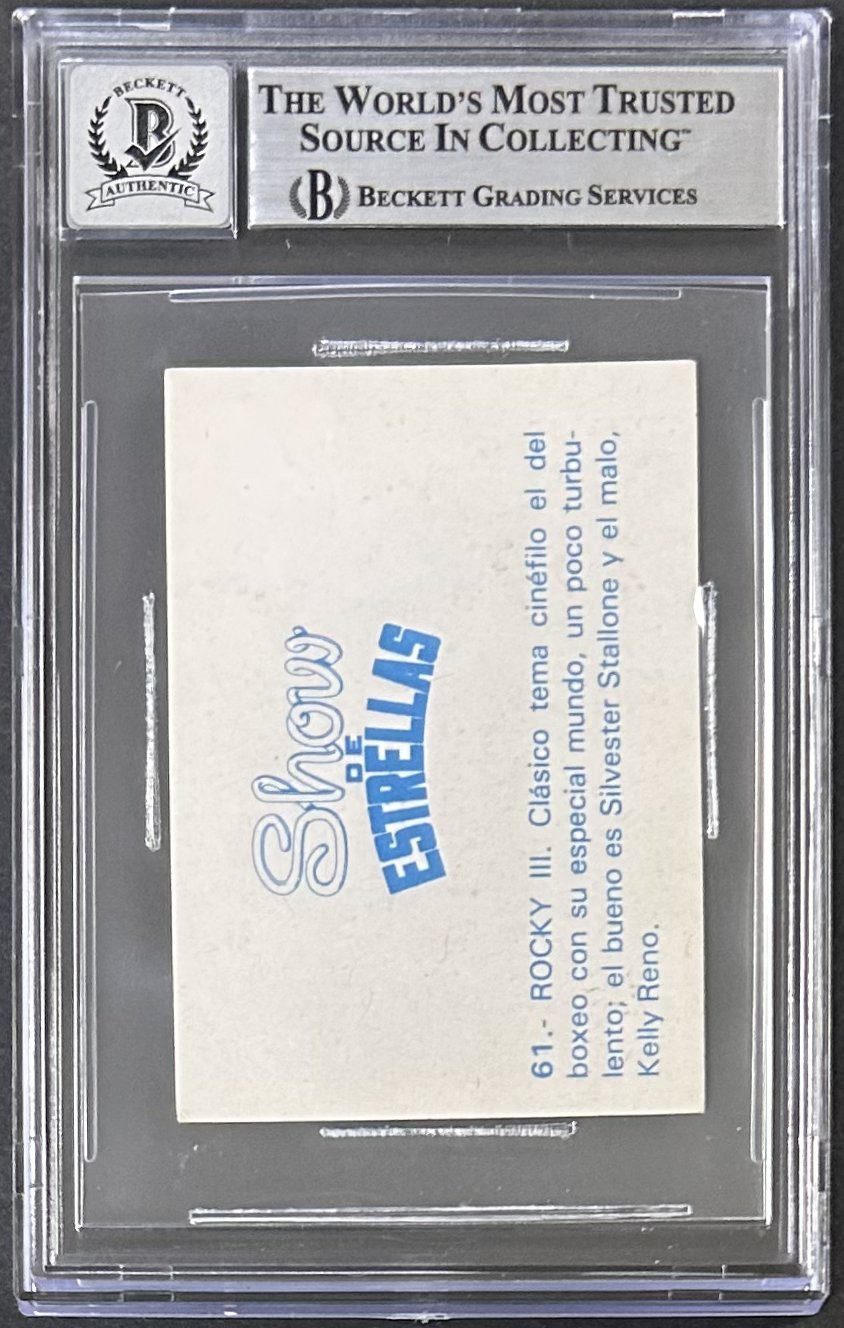 BECKETT
B
AUTHENTIC
THE WORLD'S MOST TRUSTED
SOURCE IN COLLECTING™
B BECKETT GRADING SERVICES
Show
DE
ESTRELLAS
61.- ROCKY III. Clásico tema cinéfilo el del
boxeo con su especial mundo, un poco turbu-
lento; el bueno es Silvester Stallone y el malo,
Kelly Reno.